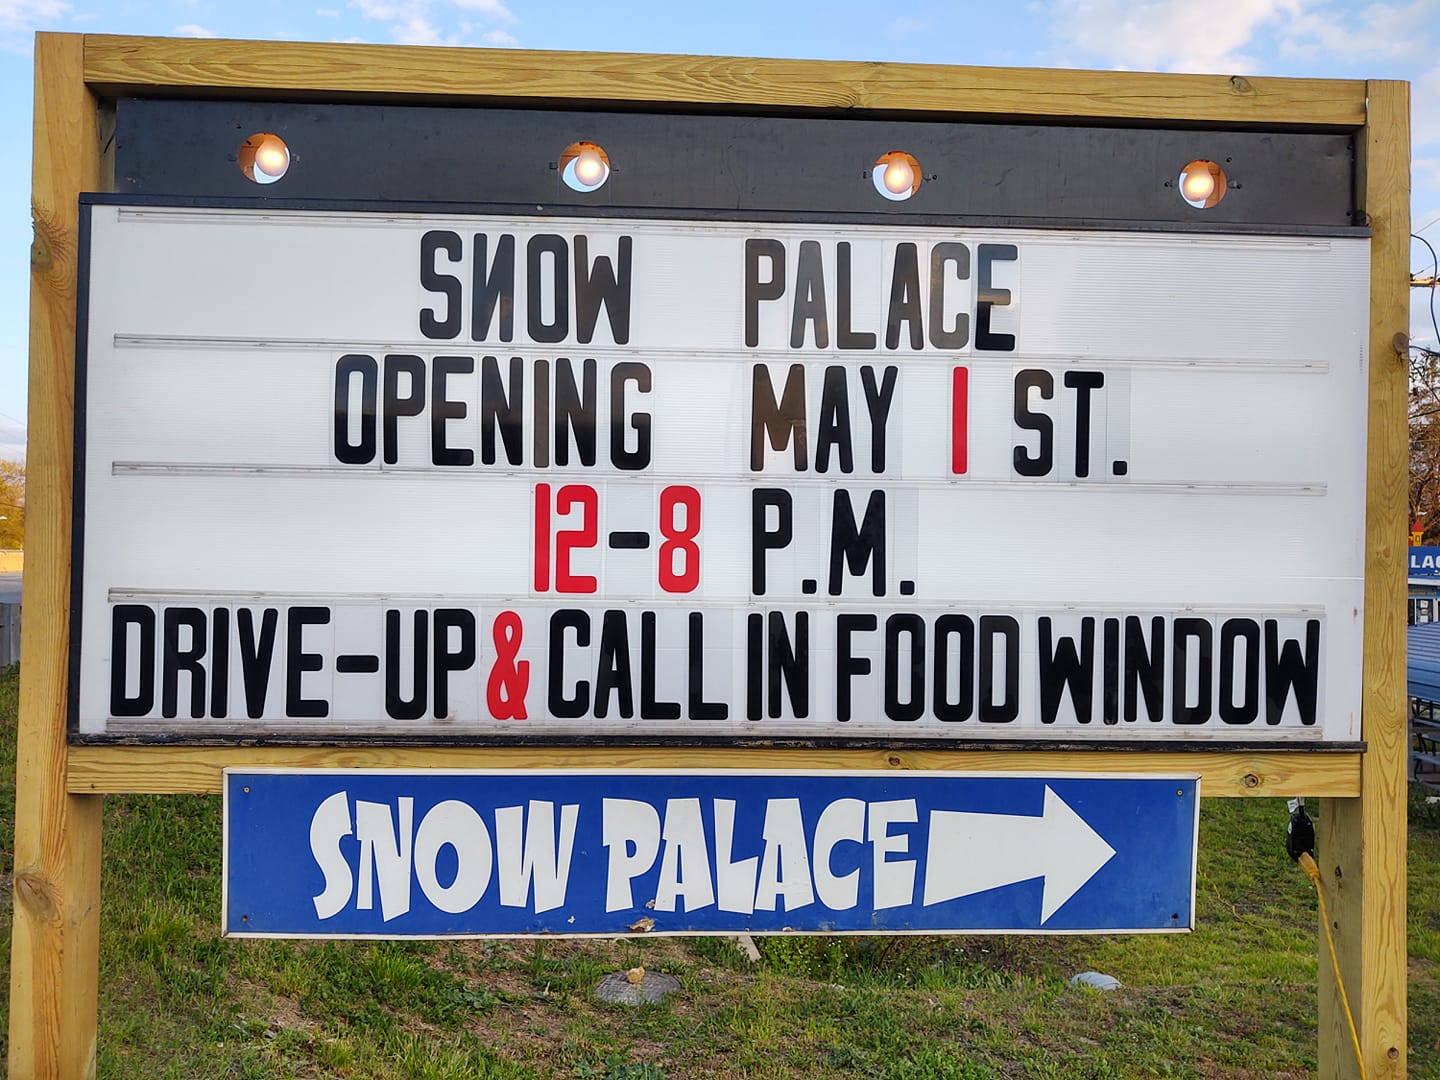 SNOW PALACE
OPENING MAY 1 ST.
12-8 P.M.
DRIVE-UP & CALL IN FOOD WINDOW
SNOW PALACE